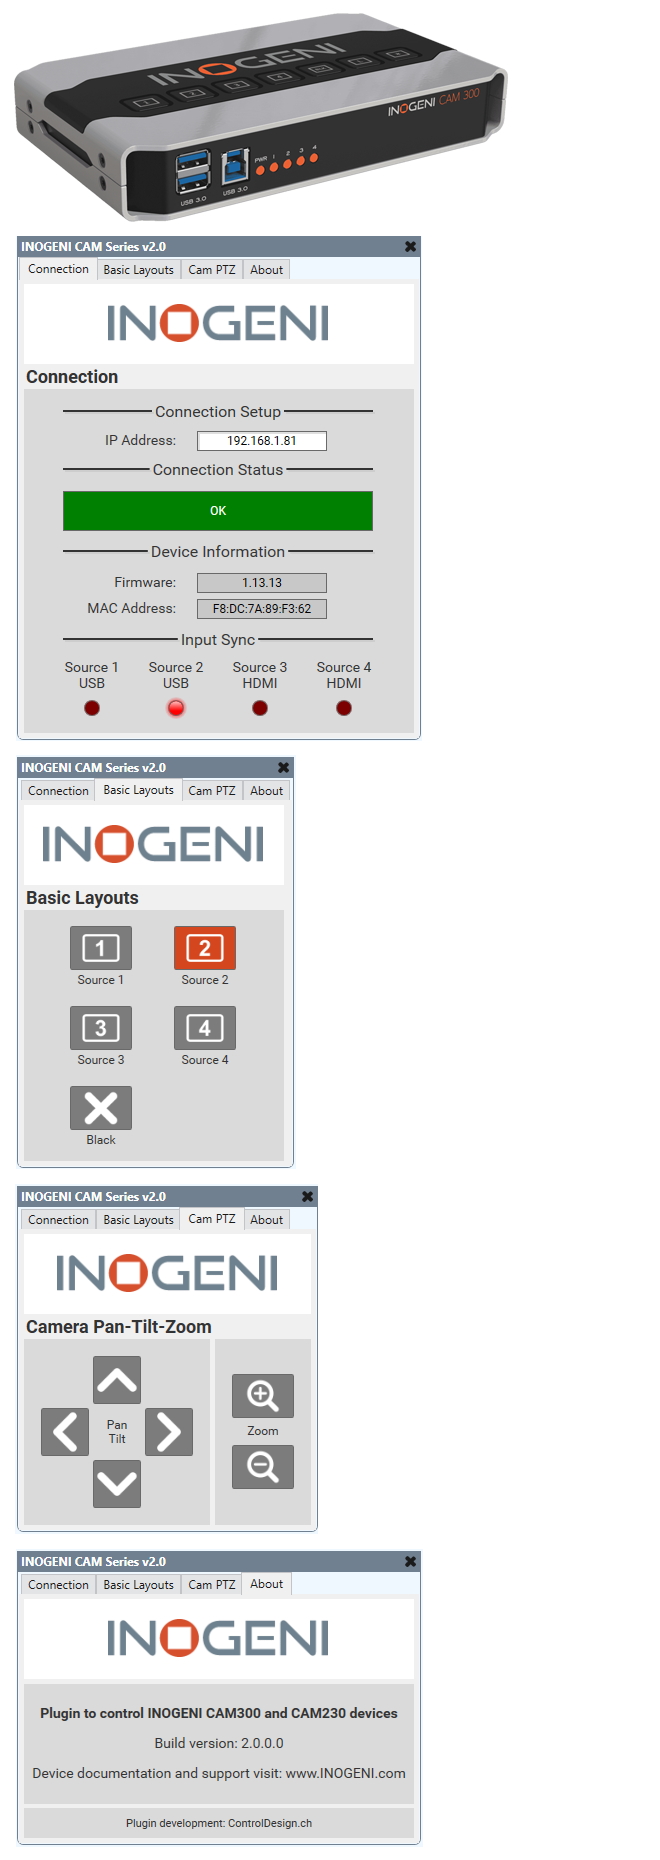 INOGENI
INOGENI CAM 300
USB 3.0
USB 3.0
PWR 1 2 3 4
INOGENI CAM Series v2.0
Connection Basic Layouts Cam PTZ About
INOGENI
Connection
Connection Setup
IP Address: 192.168.1.81
Connection Status
OK
Device Information
Firmware: 1.13.13
MAC Address: F8:DC:7A:89:F3:62
Input Sync
Source 1 Source 2 Source 3 Source 4
USB USB HDMI HDMI
INOGENI CAM Series v2.0
Connection Basic Layouts Cam PTZ About
INOGENI
Basic Layouts
1 2
Source 1 Source 2
3 4
Source 3 Source 4
Black
INOGENI CAM Series v2.0
Connection Basic Layouts Cam PTZ About
INOGENI
Camera Pan-Tilt-Zoom
Pan
Tilt
Zoom
INOGENI CAM Series v2.0
Connection Basic Layouts Cam PTZ About
INOGENI
Plugin to control INOGENI CAM300 and CAM230 devices
Build version: 2.0.0.0
Device documentation and support visit: www.INOGENI.com
Plugin development: ControlDesign.ch